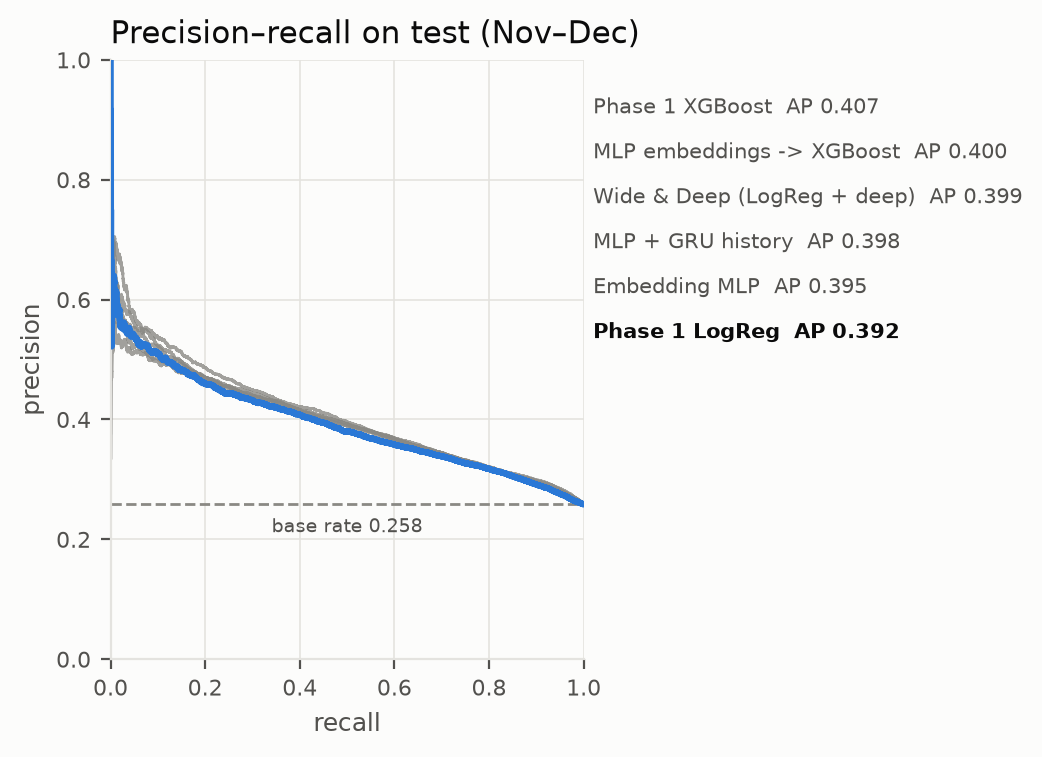 Precision–recall on test (Nov–Dec)
1.0
0.8
0.6
0.4
0.2
0.0
precision
base rate 0.258
0.0 0.2 0.4 0.6 0.8 1.0
recall
Phase 1 XGBoost AP 0.407
MLP embeddings -> XGBoost AP 0.400
Wide & Deep (LogReg + deep) AP 0.399
MLP + GRU history AP 0.398
Embedding MLP AP 0.395
Phase 1 LogReg AP 0.392